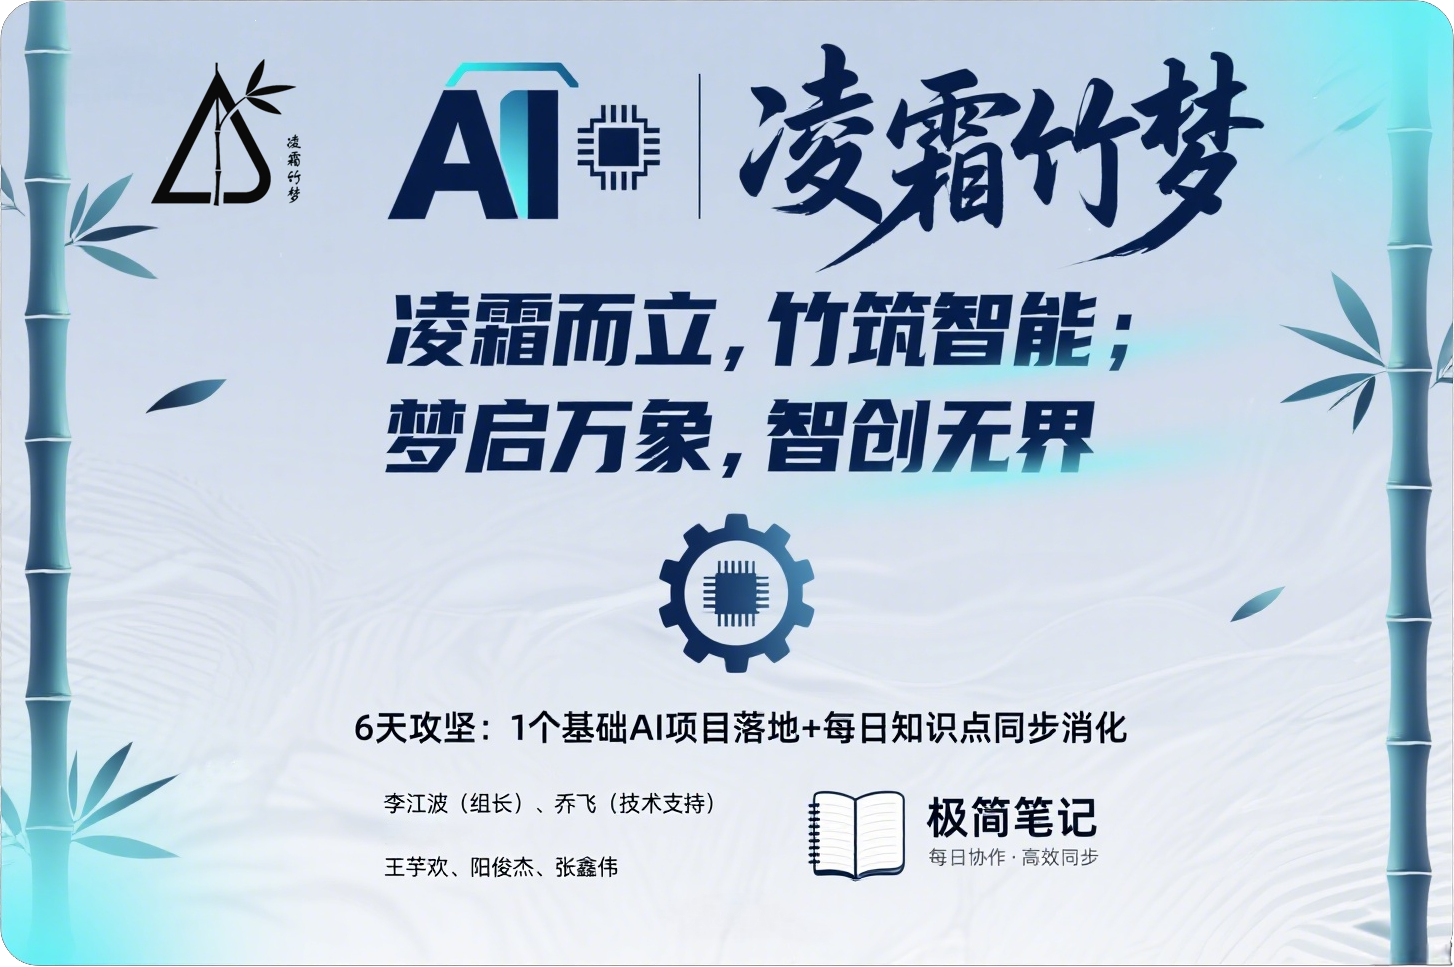 凌霜竹梦
AI
凌霜竹梦
凌霜而立，竹筑智能；
梦启万象，智创无界
6天攻坚：1个基础AI项目落地+每日知识点同步消化
李江波（组长）、乔飞（技术支持）
王芋欢、阳俊杰、张鑫伟
极简笔记
每日协作 · 高效同步